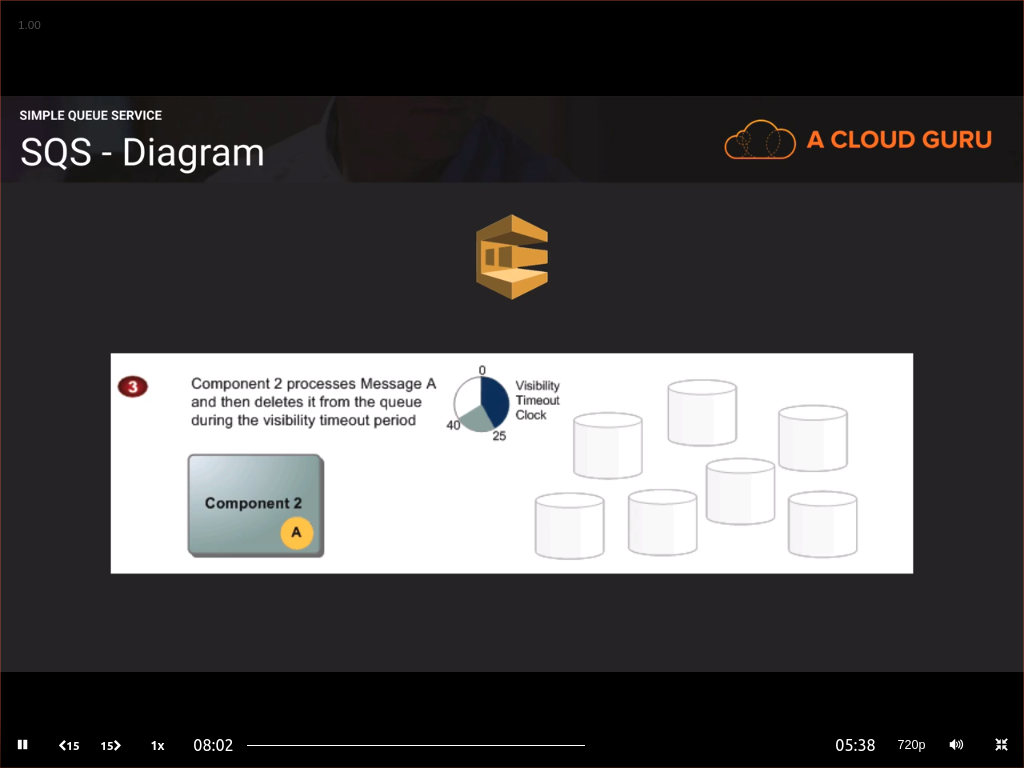 1.00
SIMPLE QUEUE SERVICE
SQS - Diagram
A CLOUD GURU
3
Component 2 processes Message A
and then deletes it from the queue
during the visibility timeout period
0
40
25
Visibility
Timeout
Clock
Component 2
A
15
15
1x
08:02
05:38
720p